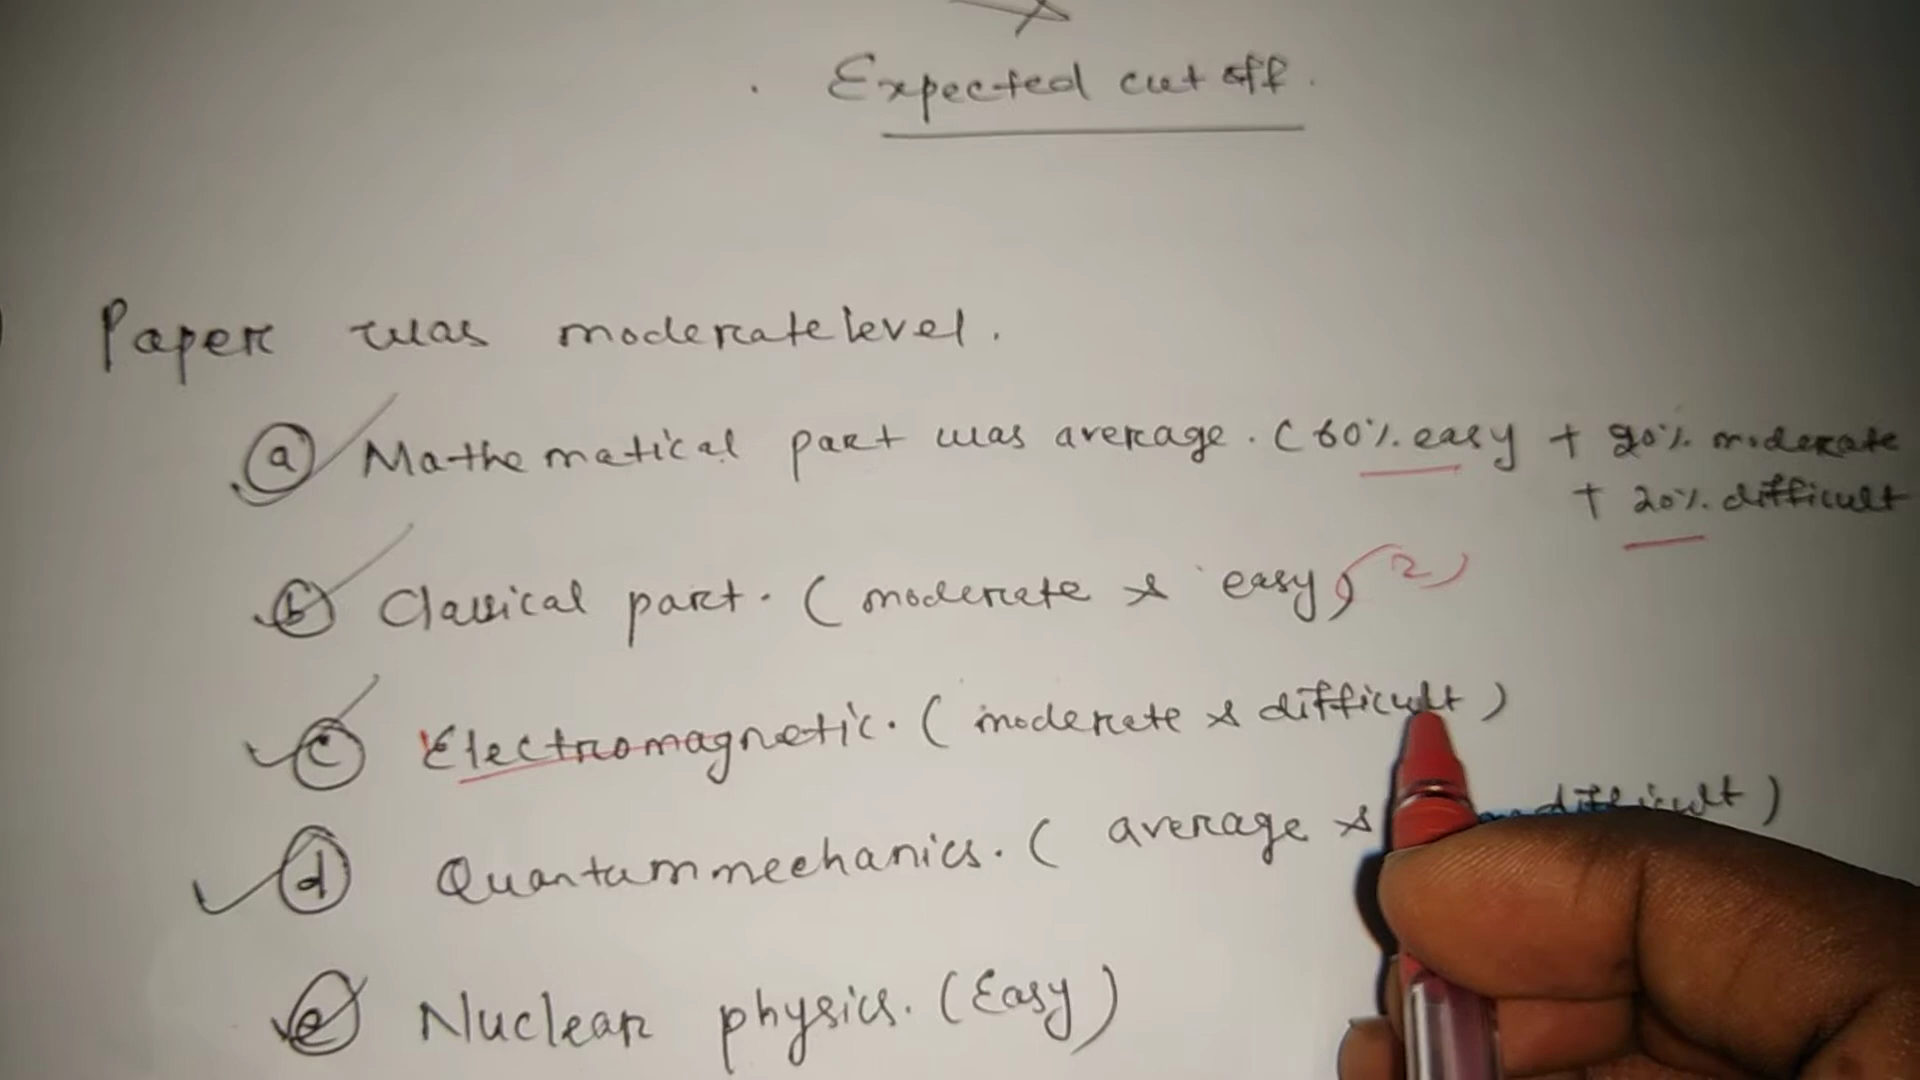 Expected cut off.
Paper was moderate level.
(a) Mathematical part was average. (60% easy + 20% moderate
+ 20% difficult
(b) Classical part. (moderate & easy) (2)
(c) Electromagnetic. (moderate & difficult)
(d) Quantum mechanics. (average & difficult)
(e) Nuclear physics. (Easy)